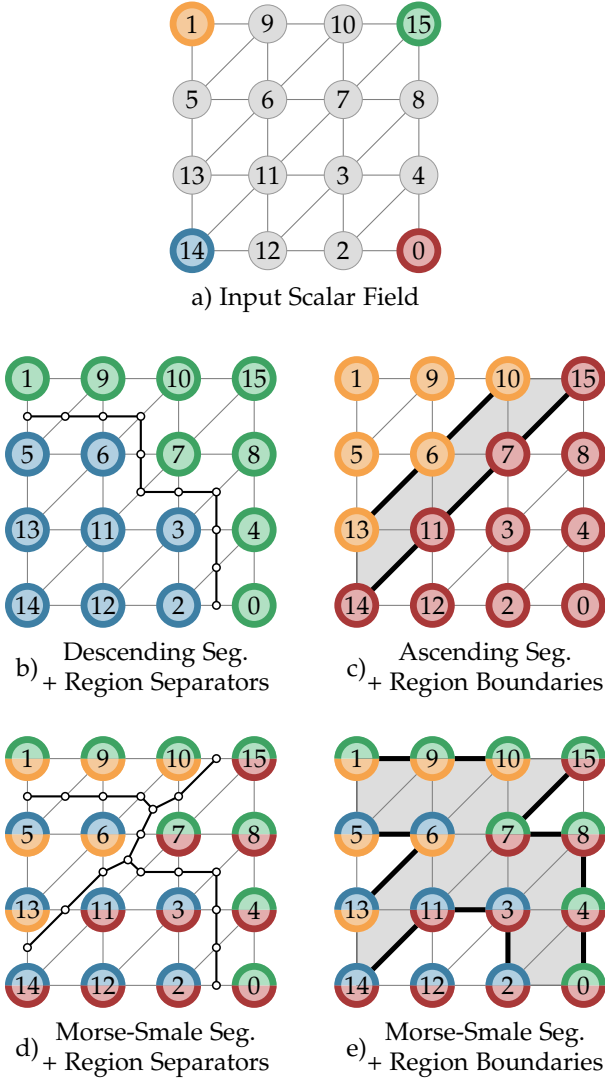 1 9 10 15
5 6 7 8
13 11 3 4
14 12 2 0
a) Input Scalar Field
1 9 10 15 1 9 10 15
5 6 7 8 5 6 7 8
13 11 3 4 13 11 3 4
14 12 2 0 14 12 2 0
b) Descending Seg.
+ Region Separators
c) Ascending Seg.
+ Region Boundaries
1 9 10 15 1 9 10 15
5 6 7 8 5 6 7 8
13 11 3 4 13 11 3 4
14 12 2 0 14 12 2 0
d) Morse-Smale Seg.
+ Region Separators
e) Morse-Smale Seg.
+ Region Boundaries